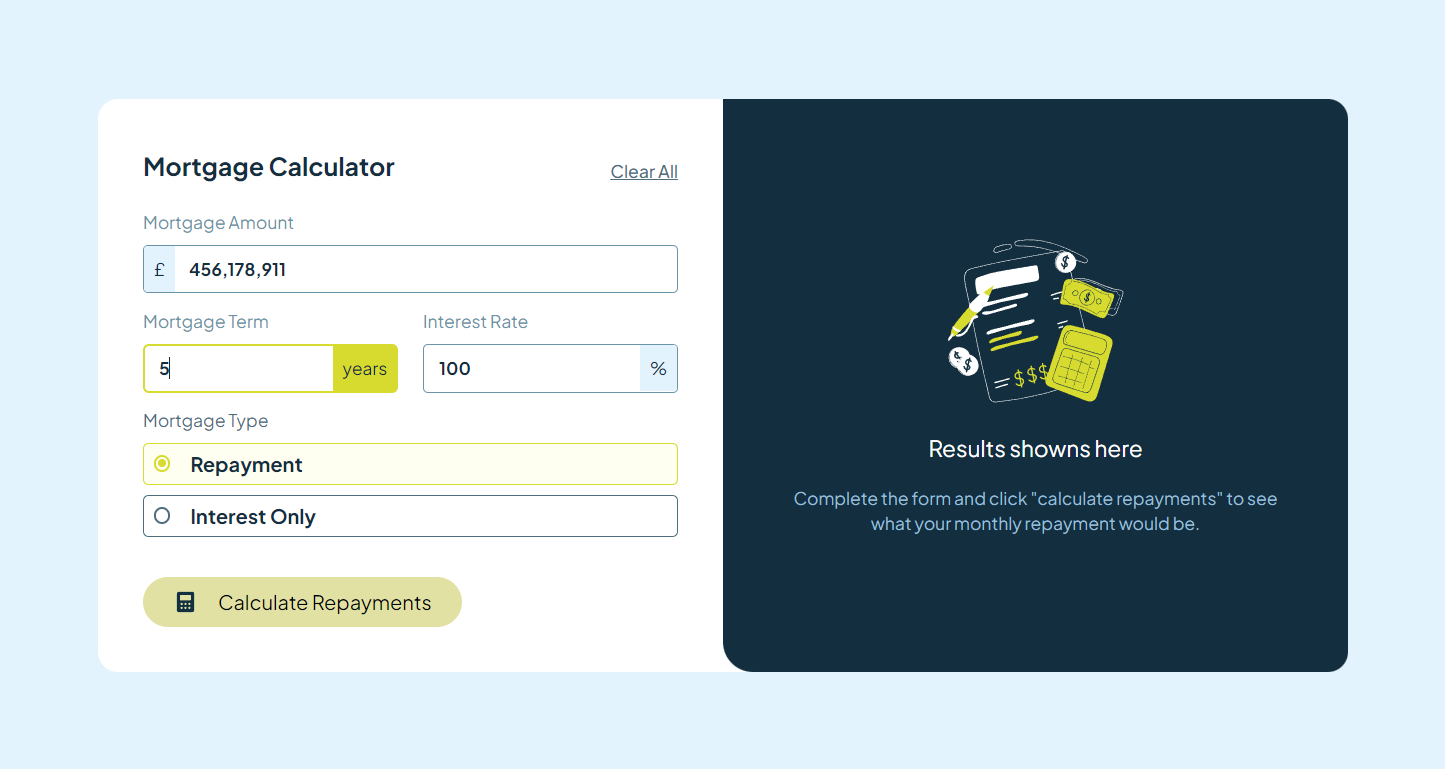 Mortgage Calculator
Clear All
Mortgage Amount
£ 456,178,911
Mortgage Term
Interest Rate
5 years
100 %
Mortgage Type
Repayment
Interest Only
Calculate Repayments
$
$
$
$
$$$
Results showns here
Complete the form and click "calculate repayments" to see
what your monthly repayment would be.